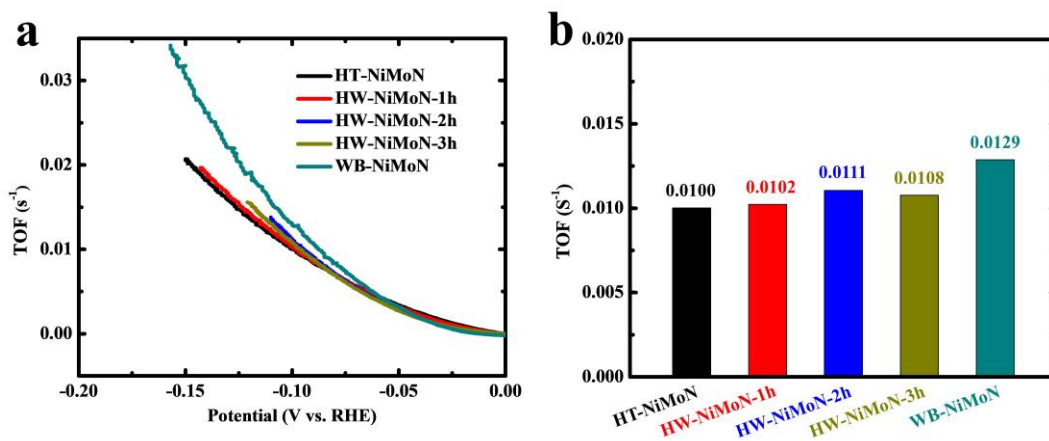 a
TOF (s⁻¹)
0.03
0.02
0.01
0.00
HT-NiMoN
HW-NiMoN-1h
HW-NiMoN-2h
HW-NiMoN-3h
WB-NiMoN
-0.20
-0.15
-0.10
-0.05
0.00
Potential (V vs. RHE)
b
TOF (S⁻¹)
0.020
0.015
0.010
0.005
0.000
0.0100
0.0102
0.0111
0.0108
0.0129
HT-NiMoN
HW-NiMoN-1h
HW-NiMoN-2h
HW-NiMoN-3h
WB-NiMoN